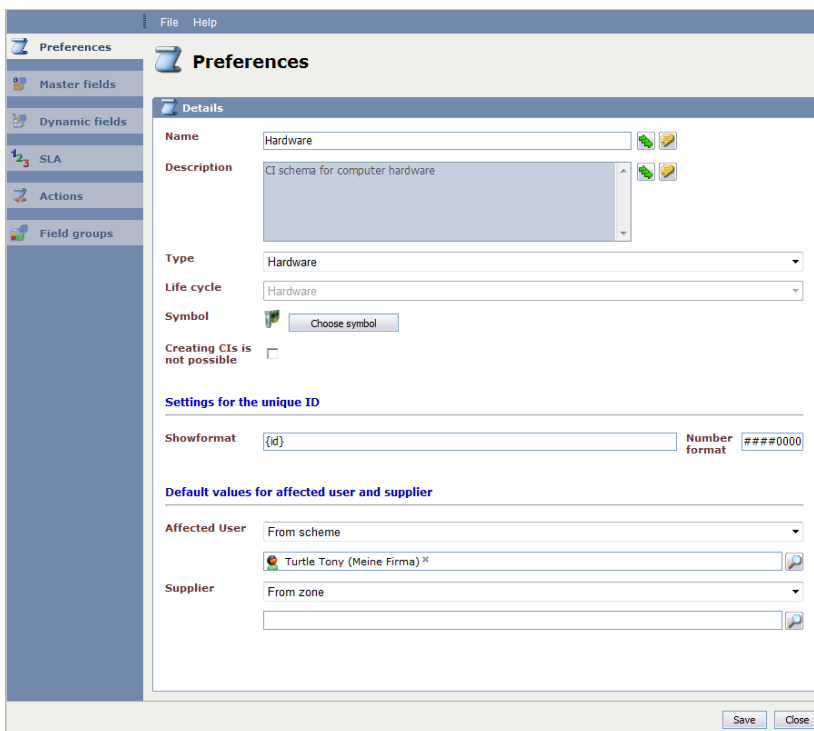 File Help
Preferences
Master fields
Dynamic fields
1 2 3 SLA
Actions
Field groups
Preferences
Details
Name Hardware
Description CI schema for computer hardware
Type Hardware
Life cycle Hardware
Symbol Choose symbol
Creating CIs is
not possible
Settings for the unique ID
Showformat {id} Number
format ####0000
Default values for affected user and supplier
Affected User From scheme
Turtle Tony (Meine Firma) ×
Supplier From zone
Save Close